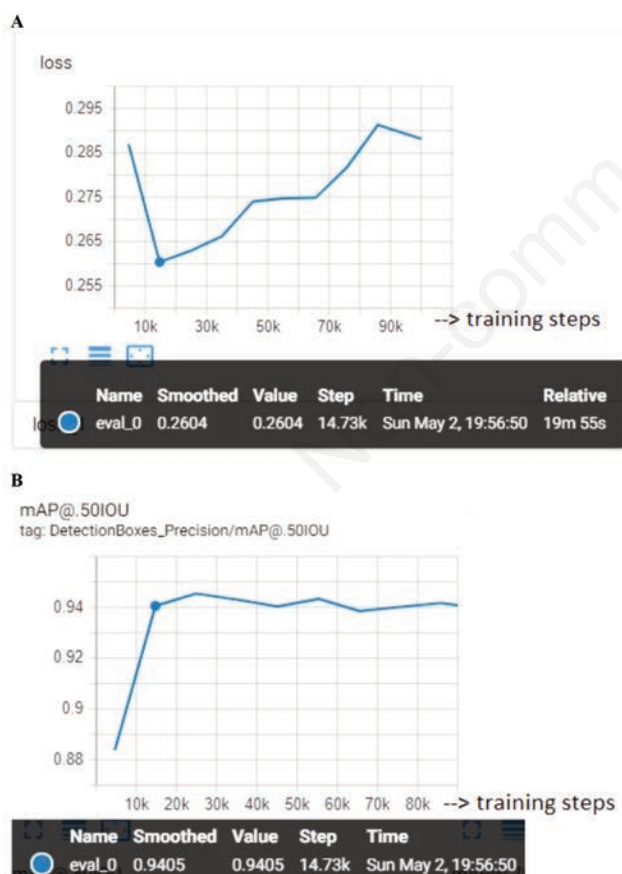 A
loss
0.295
0.285
0.275
0.265
0.255
10k 30k 50k 70k 90k --> training steps
Name Smoothed Value Step Time Relative
eval_0 0.2604 0.2604 14.73k Sun May 2, 19:56:50 19m 55s
B
mAP@.50IOU
tag: DetectionBoxes_Precision/mAP@.50IOU
0.94
0.92
0.9
0.88
10k 20k 30k 40k 50k 60k 70k 80k --> training steps
Name Smoothed Value Step Time
eval_0 0.9405 0.9405 14.73k Sun May 2, 19:56:50
Non-comm